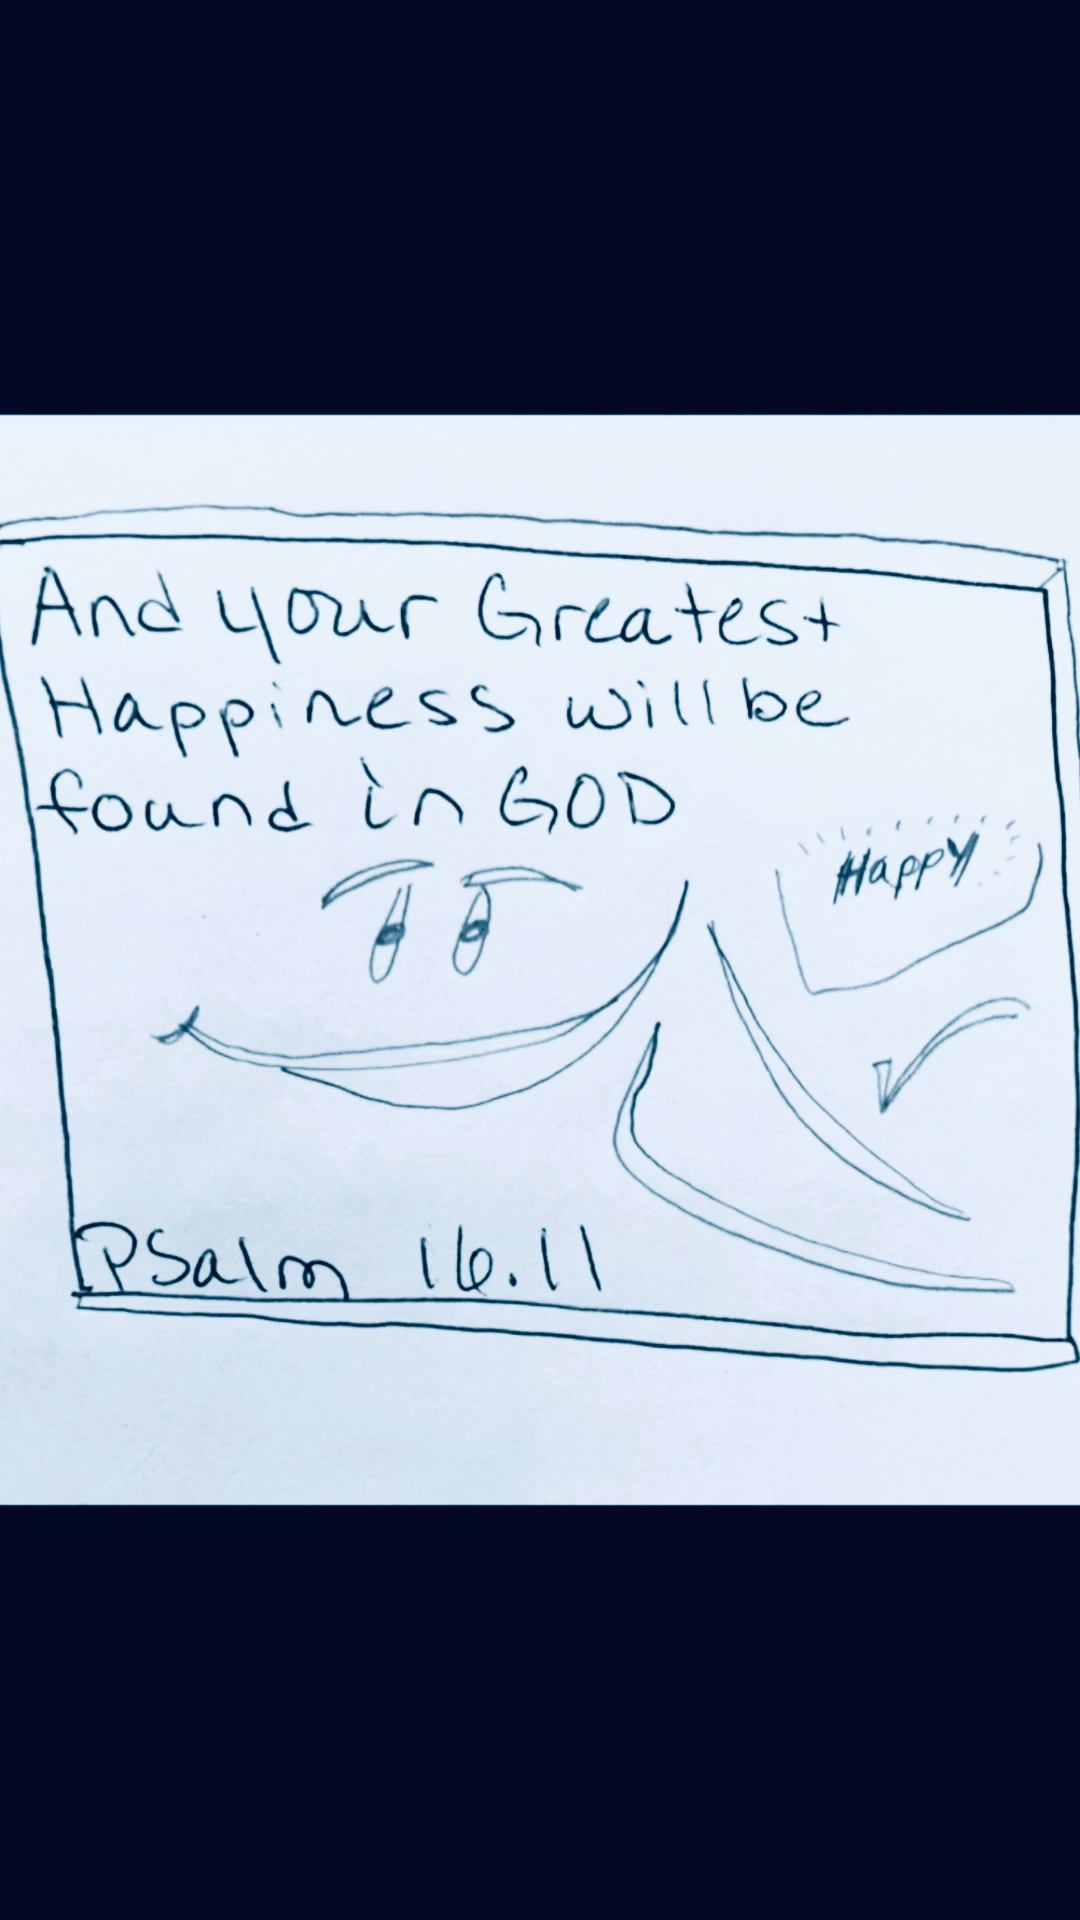 And your Greatest
Happiness will be
found in GOD
Happy
Psalm 16.11